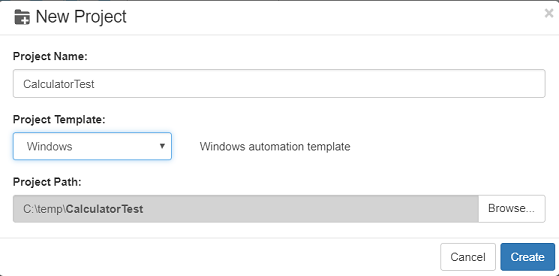 New Project
×
Project Name:
CalculatorTest
Project Template:
Windows Windows automation template
Project Path:
C:\temp\CalculatorTest Browse...
Cancel Create